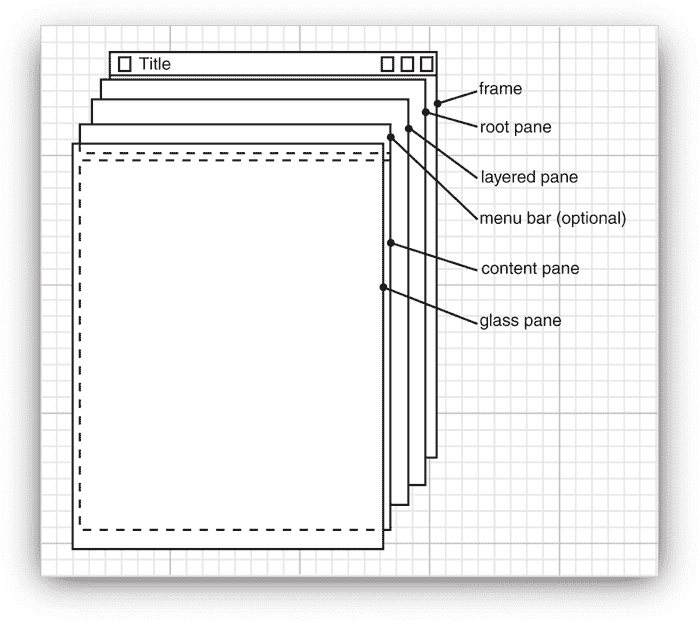 Title
frame
root pane
layered pane
menu bar (optional)
content pane
glass pane